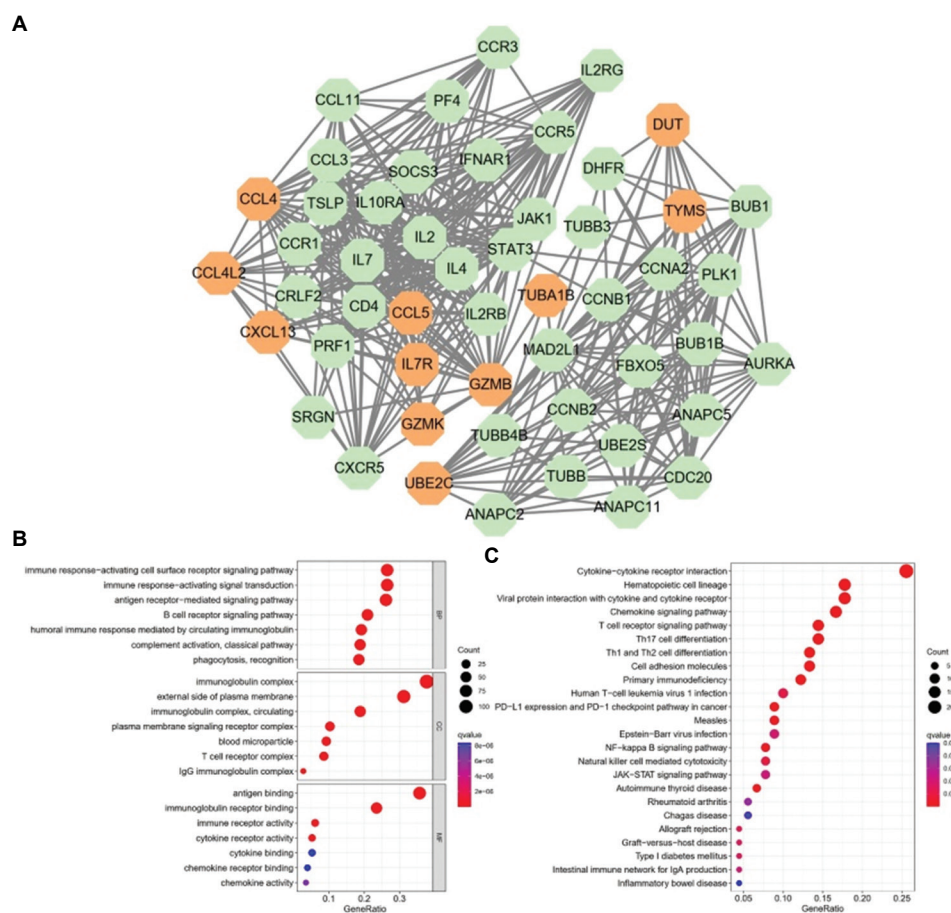 A
CCR3
IL2RG
CCL11
PF4
DUT
CCR5
CCL3
SOCS3
IFNAR1
DHFR
CCL4
TSLP
IL10RA
JAK1
TUBB3
TYMS
BUB1
CCR1
IL2
STAT3
IL7
IL4
CCNA2
PLK1
CCL4L2
CRLF2
CD4
CCL5
IL2RB
TUBA1B
CCNB1
CXCL13
PRF1
IL7R
MAD2L1
BUB1B
FBXO5
AURKA
GZMB
SRGN
GZMK
CCNB2
ANAPC5
TUBB4B
UBE2S
CXCR5
UBE2C
TUBB
CDC20
ANAPC2
ANAPC11
B
immune response−activating cell surface receptor signaling pathway
immune response−activating signal transduction
antigen receptor−mediated signaling pathway
B cell receptor signaling pathway
humoral immune response mediated by circulating immunoglobulin
complement activation, classical pathway
phagocytosis, recognition
BP
immunoglobulin complex
external side of plasma membrane
immunoglobulin complex, circulating
plasma membrane signaling receptor complex
blood microparticle
T cell receptor complex
IgG immunoglobulin complex
CC
antigen binding
immunoglobulin receptor binding
immune receptor activity
cytokine receptor activity
cytokine binding
chemokine receptor binding
chemokine activity
MF
0.1 0.2 0.3
GeneRatio
Count
25
50
75
100
qvalue
8e−06
6e−06
4e−06
2e−06
C
Cytokine−cytokine receptor interaction
Hematopoietic cell lineage
Viral protein interaction with cytokine and cytokine receptor
Chemokine signaling pathway
T cell receptor signaling pathway
Th17 cell differentiation
Th1 and Th2 cell differentiation
Cell adhesion molecules
Primary immunodeficiency
Human T−cell leukemia virus 1 infection
PD−L1 expression and PD−1 checkpoint pathway in cancer
Measles
Epstein−Barr virus infection
NF−kappa B signaling pathway
Natural killer cell mediated cytotoxicity
JAK−STAT signaling pathway
Autoimmune thyroid disease
Rheumatoid arthritis
Chagas disease
Allograft rejection
Graft−versus−host disease
Type I diabetes mellitus
Intestinal immune network for IgA production
Inflammatory bowel disease
0.05 0.10 0.15 0.20 0.25
GeneRatio
Count
5
qvalue